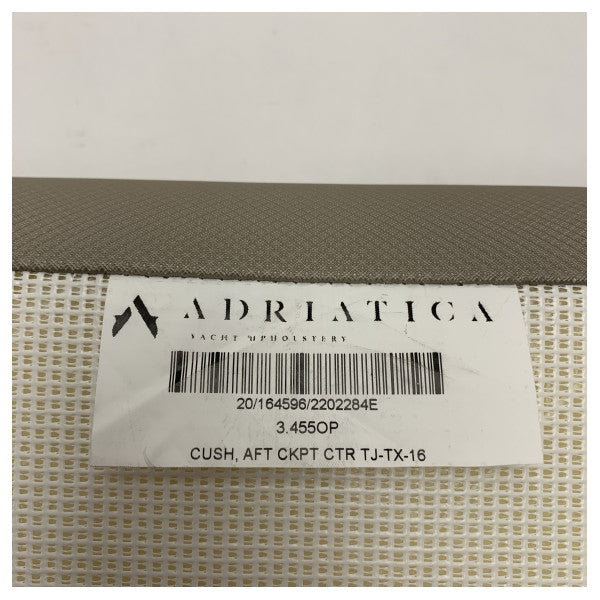 ADRIATICA
YACHT UPHOLSTERY
20/164596/2202284E
3.455OP
CUSH, AFT CKPT CTR TJ-TX-16